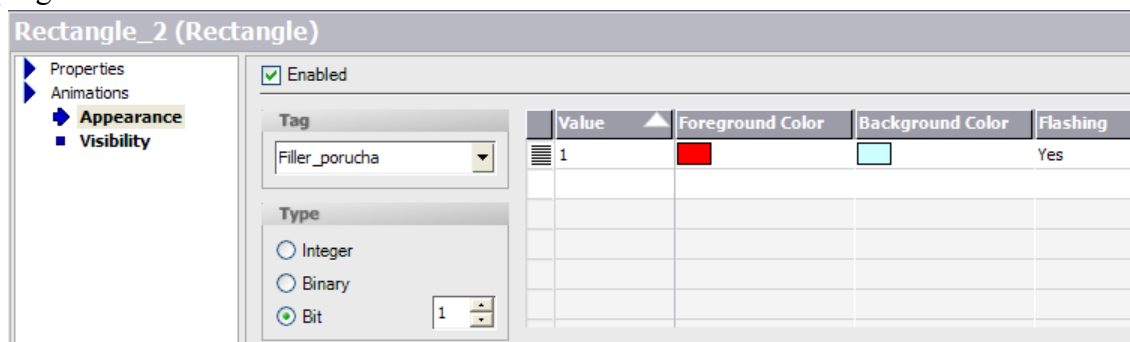 Rectangle_2 (Rectangle)
Properties
Animations
Appearance
Visibility
Enabled
Tag
Filler_porucha
Type
Integer
Binary
Bit 1
Value Foreground Color Background Color Flashing
1 Yes